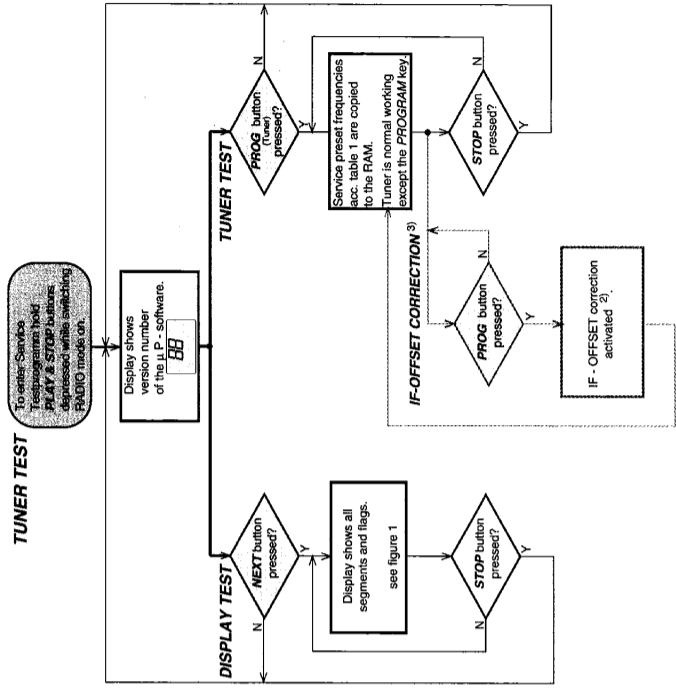 TUNER TEST
To enter Service
Testprogramme hold
PLAY & STOP buttons
depressed while switching
RADIO mode on.
Display shows
version number
of the µ P - software.
88
DISPLAY TEST
NEXT button
pressed?
N
Y
Display shows all
segments and flags.
see figure 1
STOP button
pressed?
N
Y
TUNER TEST
PROG button
(Tuner)
pressed?
N
Y
Service preset frequencies
acc. table 1 are copied
to the RAM.
Tuner is normal working
except the PROGRAM key.
STOP button
pressed?
N
Y
IF-OFFSET CORRECTION 3)
PROG button
pressed?
N
Y
IF - OFFSET correction
activated 2).